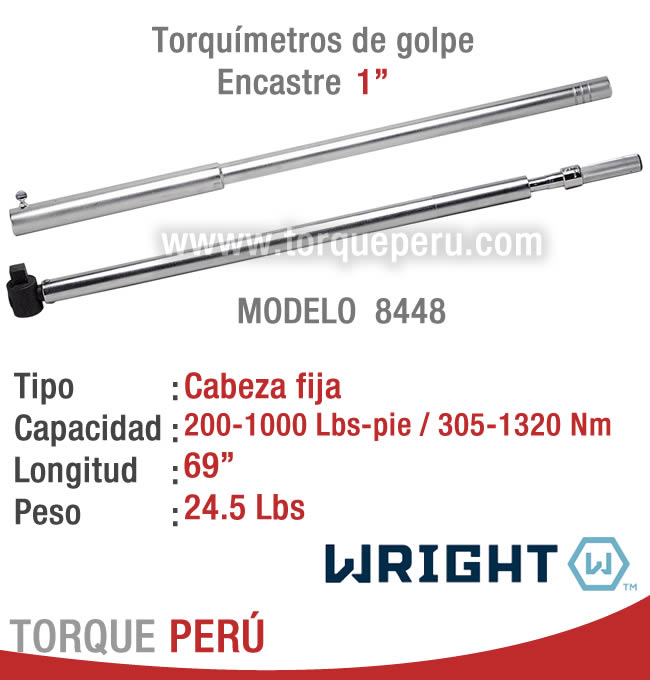 Torquímetros de golpe
Encastre 1”
www.torqueperu.com
MODELO 8448
Tipo : Cabeza fija
Capacidad : 200-1000 Lbs-pie / 305-1320 Nm
Longitud : 69”
Peso : 24.5 Lbs
WRIGHT W ™
TORQUE PERÚ